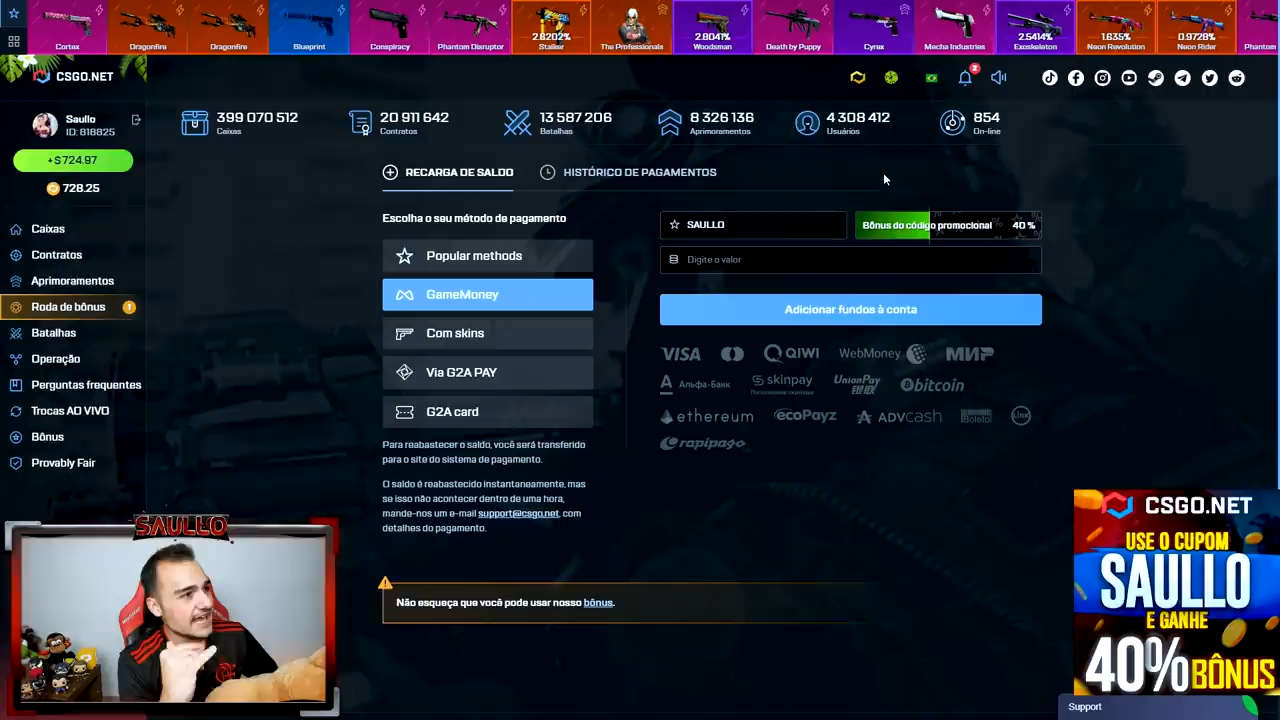 Cortex
Dragonfire
Dragonfire
Blueprint
Conspiracy
Phantom Disruptor
2.6202%
Stalker
The Professionals
2.8041%
Woodsman
Death by Puppy
Cyrex
Mecha Industries
2.5414%
Exoskeleton
1.635%
Neon Revolution
0.9729%
Neon Rider
Phantom
CSGO.NET
2
Saullo
ID: 818825
+$ 724.97
728.25
399 070 512
Caixas
20 911 642
Contratos
13 587 206
Batalhas
8 326 136
Aprimoramentos
4 308 412
Usuários
854
On-line
RECARGA DE SALDO
HISTÓRICO DE PAGAMENTOS
Caixas
Contratos
Aprimoramentos
Roda de bônus 1
Batalhas
Operação
Perguntas frequentes
Trocas AO VIVO
Bônus
Provably Fair
Escolha o seu método de pagamento
Popular methods
GameMoney
Com skins
Via G2A PAY
G2A card
Para reabastecer o saldo, você será transferido
para o site do sistema de pagamento.
O saldo é reabastecido instantaneamente, mas
se isso não acontecer dentro de uma hora,
mande-nos um e-mail support@csgo.net, com
detalhes do pagamento.
SAULLO
Bônus do código promocional 40 %
Digite o valor
Adicionar fundos à conta
VISA QIWI WebMoney МИР
Альфа·Банк skinpay UnionPay bitcoin
ethereum ecoPayz ADVCASH Boleto LINK
rapipago
Não esqueça que você pode usar nosso bônus.
SAULLO
CSGO.NET
USE O CUPOM
SAULLO
E GANHE
40% BÔNUS
Support